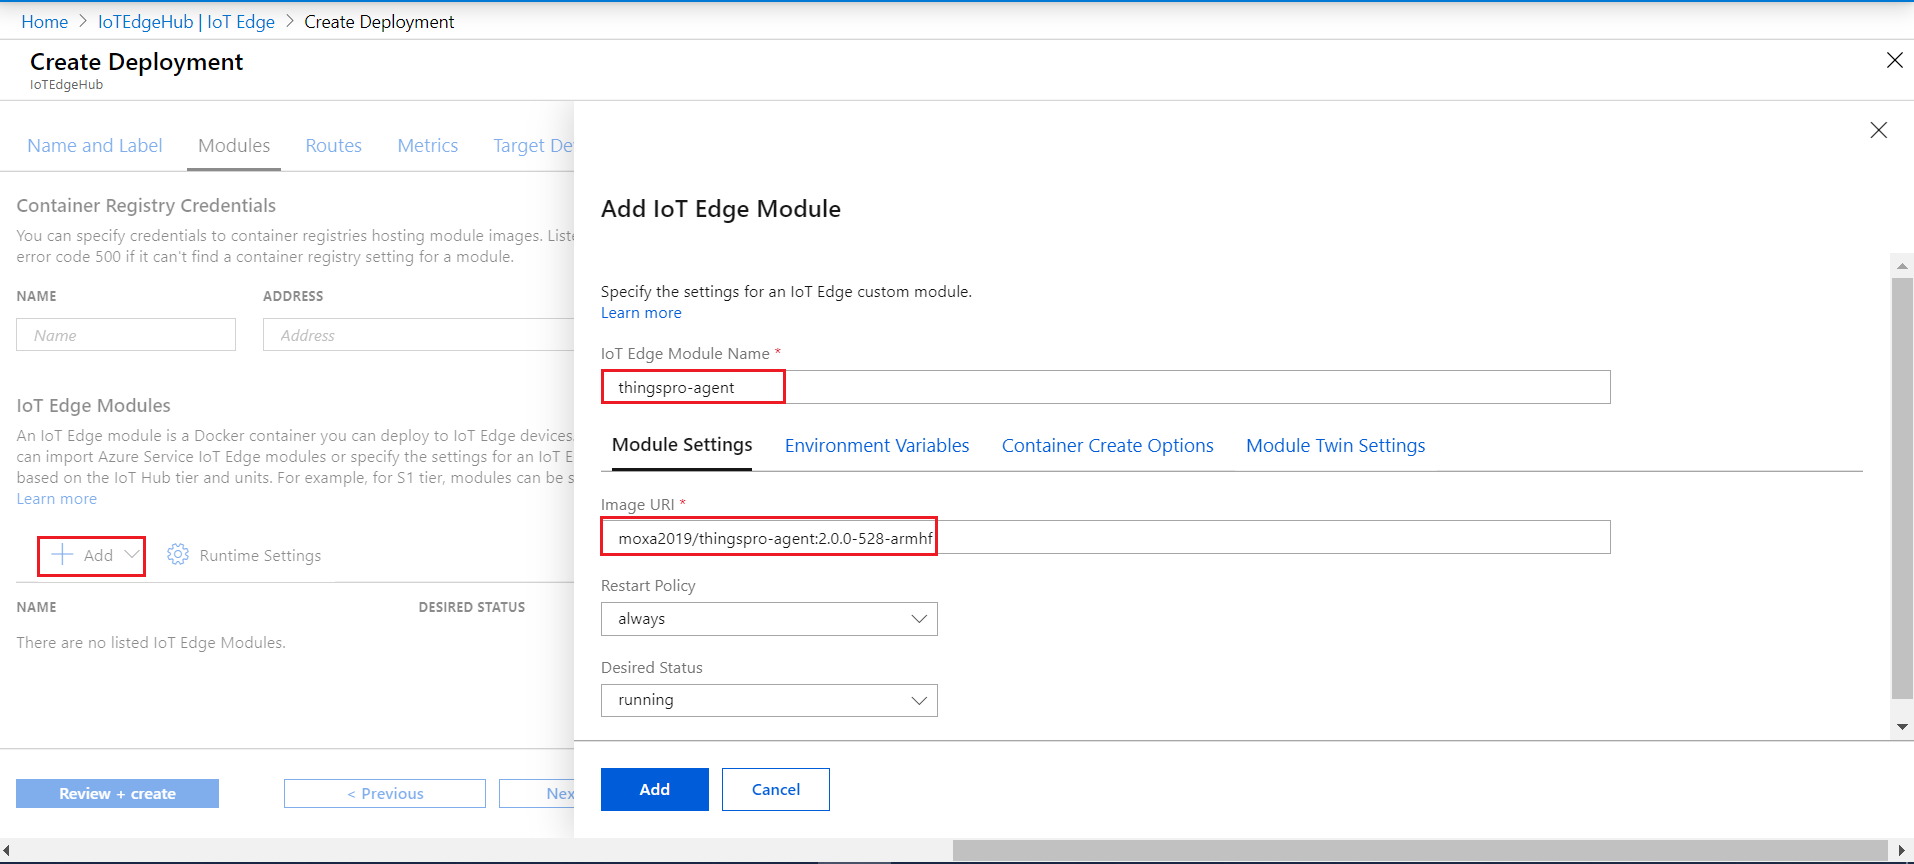 Home > IoTEdgeHub | IoT Edge > Create Deployment
Create Deployment
IoTEdgeHub
Name and Label Modules Routes Metrics Target De
Container Registry Credentials
You can specify credentials to container registries hosting module images. Liste
error code 500 if it can't find a container registry setting for a module.
NAME ADDRESS
Name Address
IoT Edge Modules
An IoT Edge module is a Docker container you can deploy to IoT Edge devices.
can import Azure Service IoT Edge modules or specify the settings for an IoT E
based on the IoT Hub tier and units. For example, for S1 tier, modules can be s
Learn more
Add Runtime Settings
NAME DESIRED STATUS
There are no listed IoT Edge Modules.
Review + create < Previous Nex
Add IoT Edge Module
Specify the settings for an IoT Edge custom module.
Learn more
IoT Edge Module Name *
thingspro-agent
Module Settings Environment Variables Container Create Options Module Twin Settings
Image URI *
moxa2019/thingspro-agent:2.0.0-528-armhf
Restart Policy
always
Desired Status
running
Add Cancel